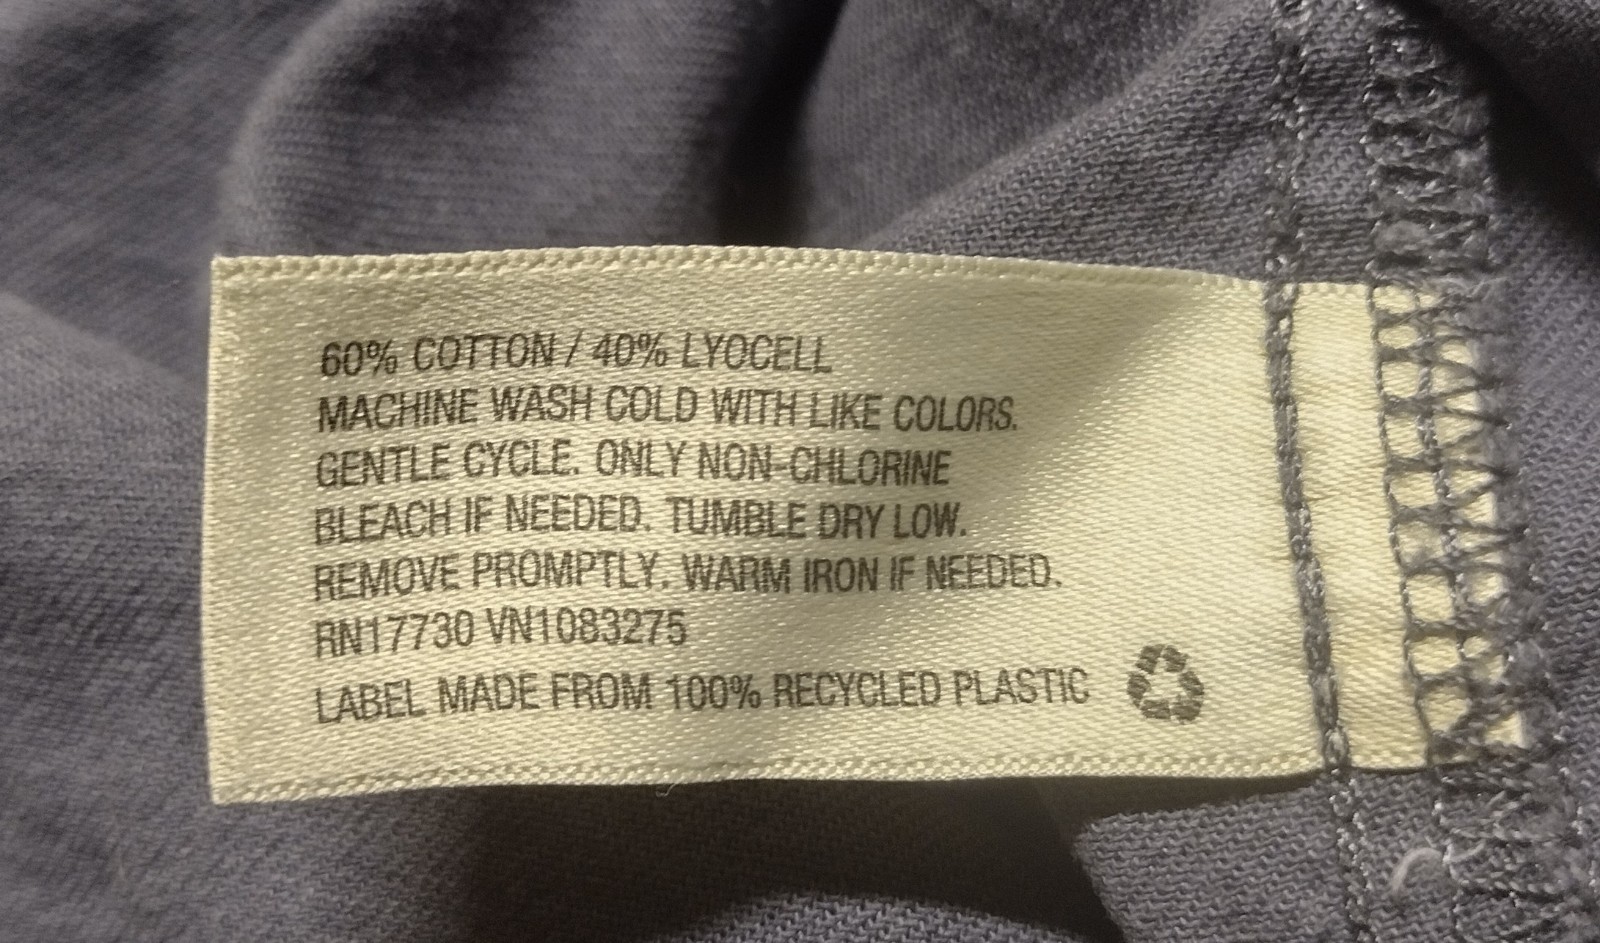 60% COTTON / 40% LYOCELL
MACHINE WASH COLD WITH LIKE COLORS.
GENTLE CYCLE. ONLY NON-CHLORINE
BLEACH IF NEEDED. TUMBLE DRY LOW.
REMOVE PROMPTLY. WARM IRON IF NEEDED.
RN17730 VN1083275
LABEL MADE FROM 100% RECYCLED PLASTIC